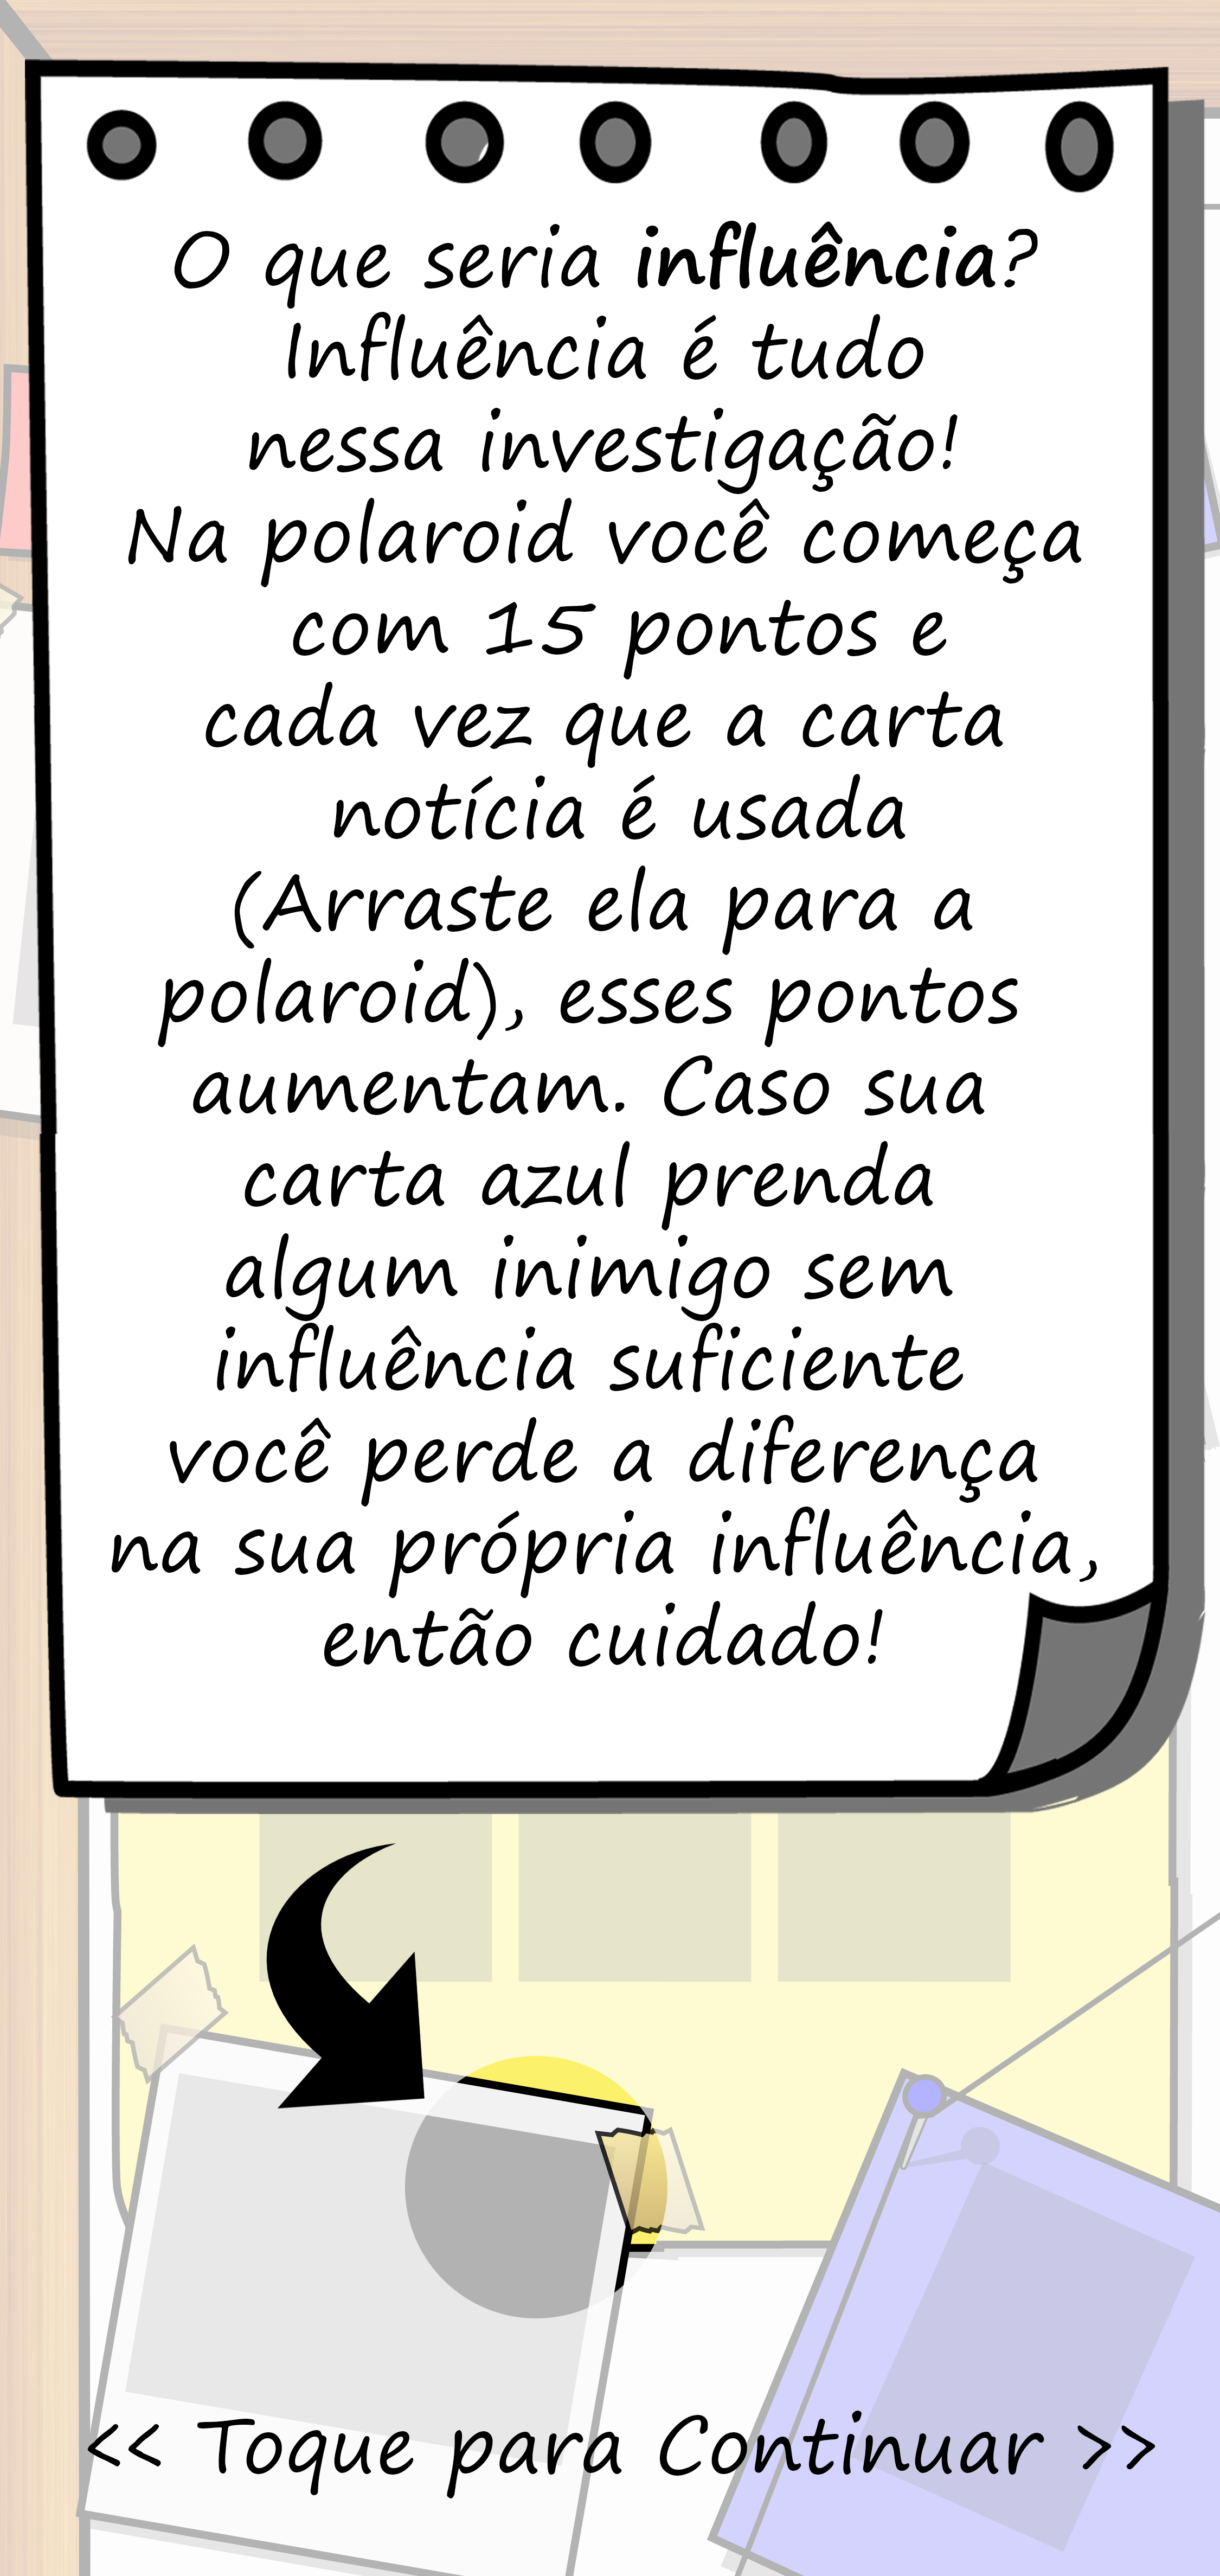 O que seria influência?
Influência é tudo
nessa investigação!
Na polaroid você começa
com 15 pontos e
cada vez que a carta
notícia é usada
(Arraste ela para a
polaroid), esses pontos
aumentam. Caso sua
carta azul prenda
algum inimigo sem
influência suficiente
você perde a diferença
na sua própria influência,
então cuidado!
<< Toque para Continuar >>